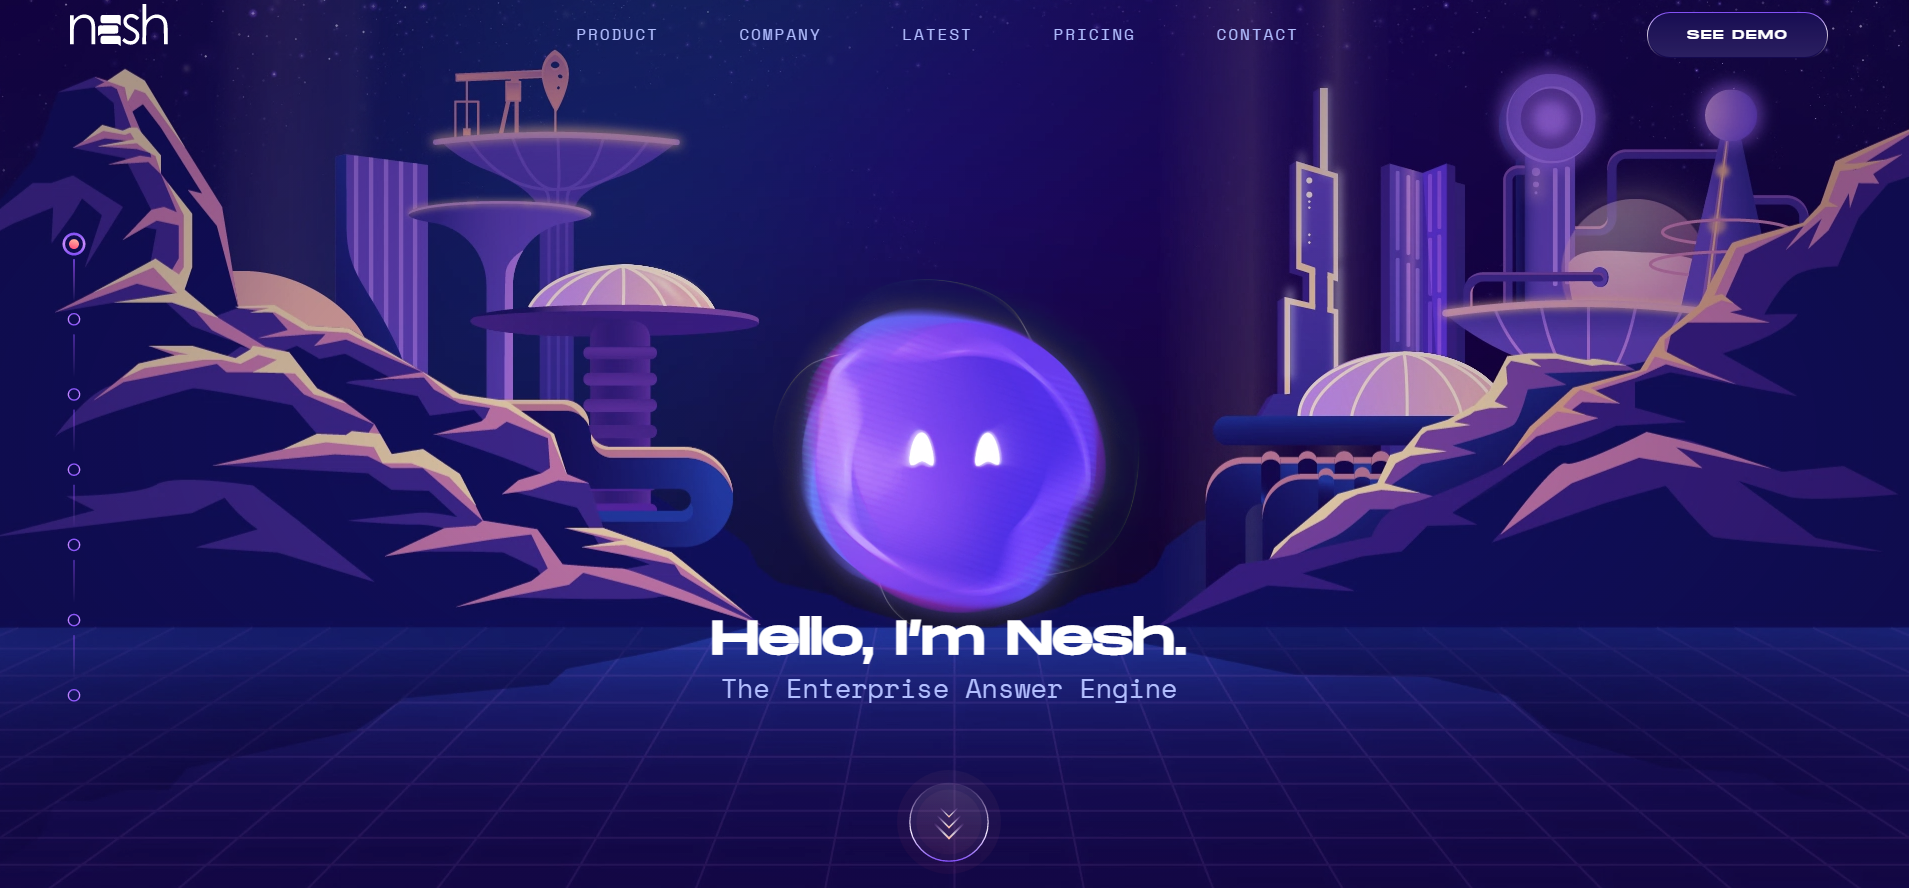 nesh
PRODUCT COMPANY LATEST PRICING CONTACT
SEE DEMO
Hello, I'm Nesh.
The Enterprise Answer Engine